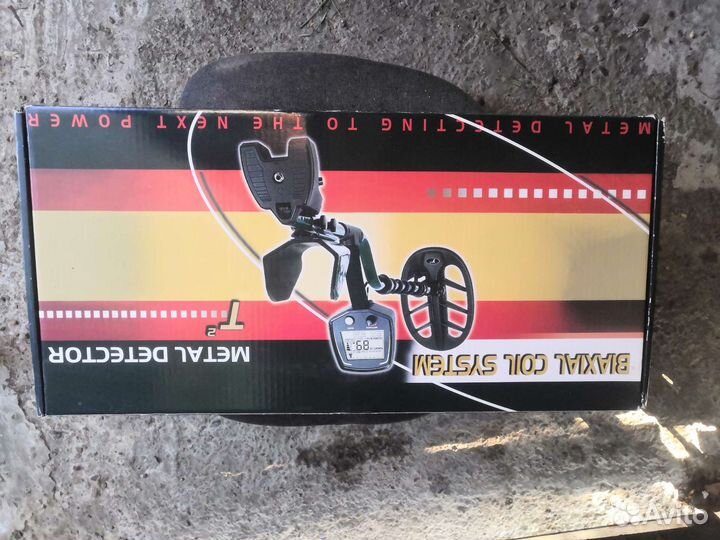 BIAXIAL COIL SYSTEM
METAL DETECTOR
T²
68
METAL DETECTING TO THE NEXT POWER
Avito